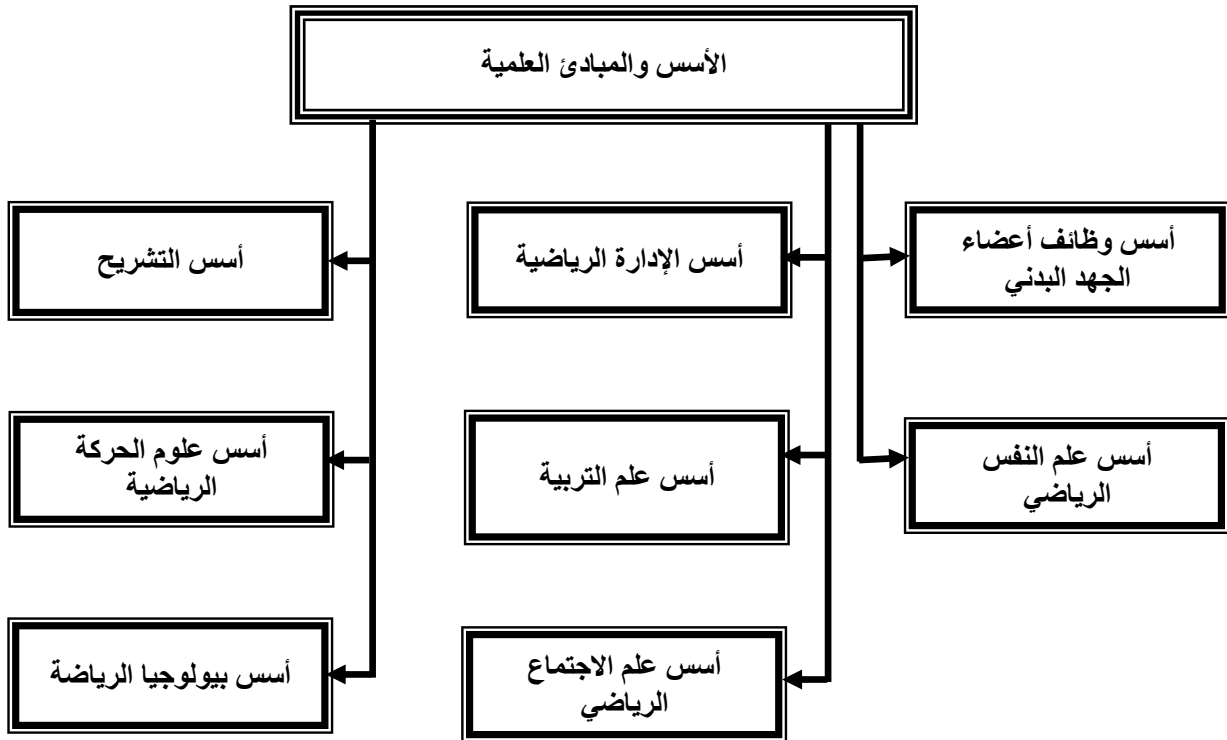 الأسس والمبادئ العلمية
أسس وظائف أعضاء
الجهد البدني
أسس الإدارة الرياضية
أسس التشريح
أسس علم النفس
الرياضي
أسس علم التربية
أسس علوم الحركة
الرياضية
أسس علم الاجتماع
الرياضي
أسس بيولوجيا الرياضة